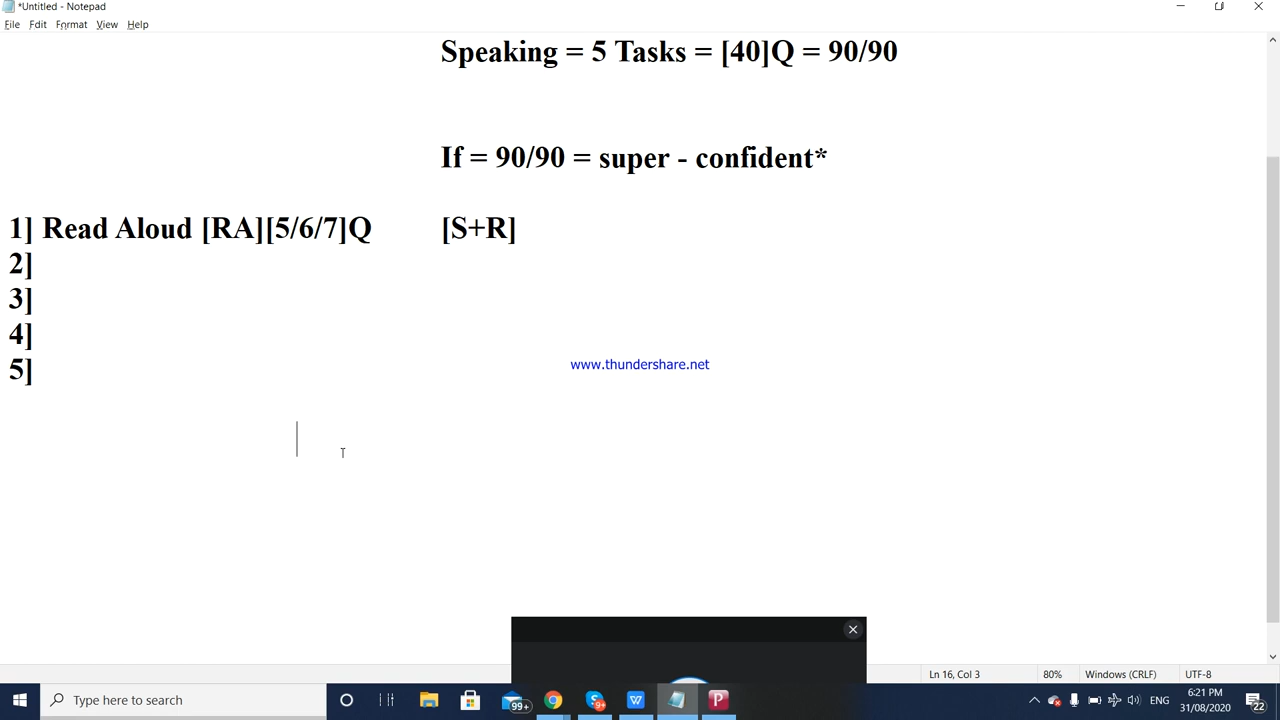 *Untitled - Notepad
File Edit Format View Help
Speaking = 5 Tasks = [40]Q = 90/90
If = 90/90 = super - confident*
1] Read Aloud [RA][5/6/7]Q [S+R]
2]
3]
4]
5]
www.thundershare.net
Ln 16, Col 3 80% Windows (CRLF) UTF-8
Type here to search
99+
9+
W
P
ENG
6:21 PM
31/08/2020
22